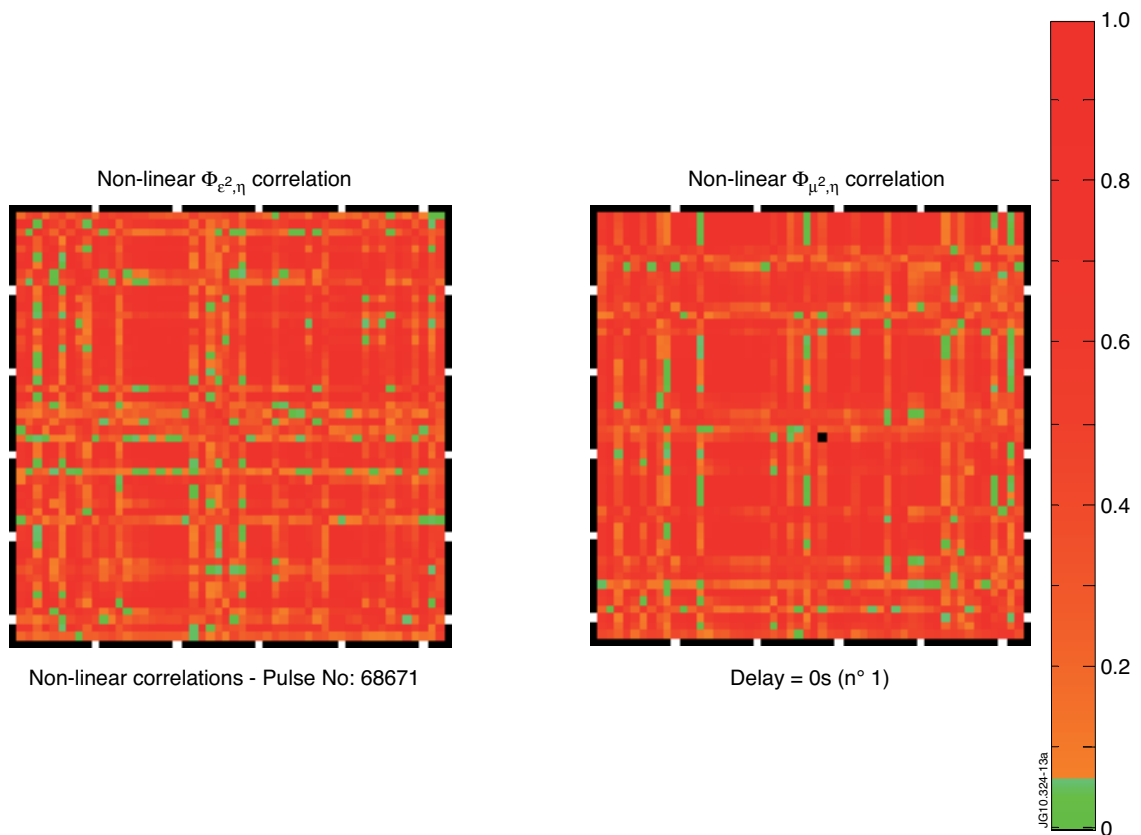 Non-linear Φε²,η correlation
Non-linear Φμ²,η correlation
Non-linear correlations - Pulse No: 68671
Delay = 0s (n° 1)
1.0
0.8
0.6
0.4
0.2
0
JG10.324-13a